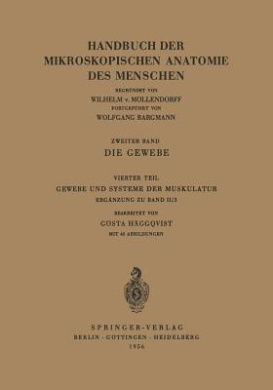 HANDBUCH DER
MIKROSKOPISCHEN ANATOMIE
DES MENSCHEN
BEGRÜNDET VON
WILHELM v. MÖLLENDORFF
FORTGEFÜHRT VON
WOLFGANG BARGMANN
ZWEITER BAND
DIE GEWEBE
VIERTER TEIL
GEWEBE UND SYSTEME DER MUSKULATUR
ERGÄNZUNG ZU BAND II/3
BEARBEITET VON
GÖSTA HÄGGQVIST
MIT 45 ABBILDUNGEN
SPRINGER-VERLAG
BERLIN · GÖTTINGEN · HEIDELBERG
1956